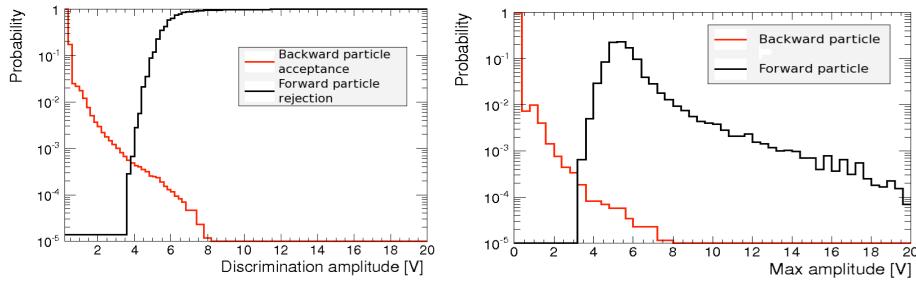 Probability
1
10⁻¹
10⁻²
10⁻³
10⁻⁴
10⁻⁵
Backward particle
acceptance
Forward particle
rejection
2 4 6 8 10 12 14 16 18 20
Discrimination amplitude [V]
Probability
1
10⁻¹
10⁻²
10⁻³
10⁻⁴
10⁻⁵
Backward particle
Forward particle
0 2 4 6 8 10 12 14 16 18 20
Max amplitude [V]